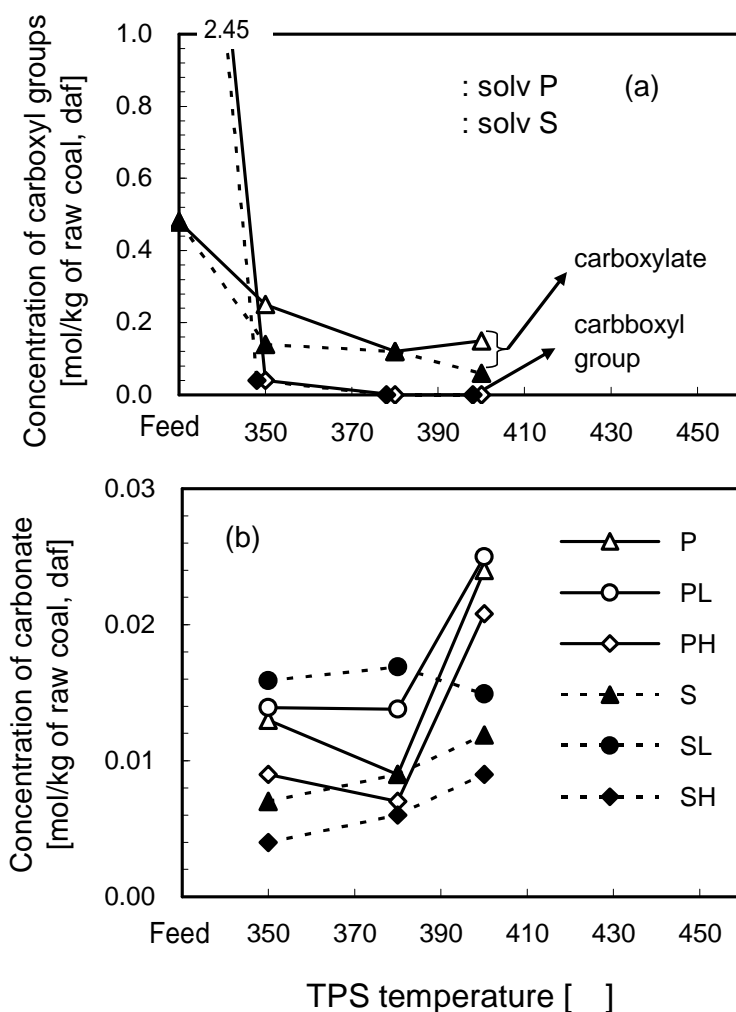 2.45
1.0
0.8
0.6
0.4
0.2
0.0
Concentration of carboxyl groups
[mol/kg of raw coal, daf]
: solv P (a)
: solv S
carboxylate
carbboxyl
group
Feed 350 370 390 410 430 450
0.03
0.02
0.01
0.00
Concentration of carbonate
[mol/kg of raw coal, daf]
(b)
P
PL
PH
S
SL
SH
Feed 350 370 390 410 430 450
TPS temperature [ ]